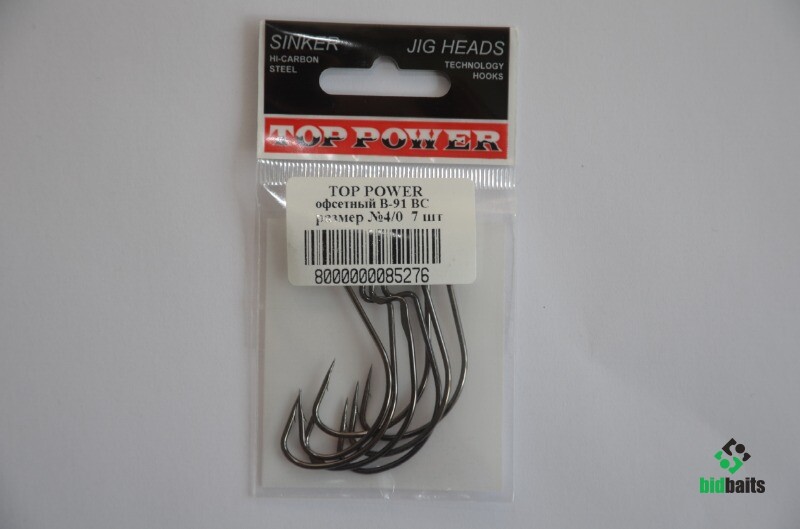 SINKER
HI-CARBON
STEEL
JIG HEADS
TECHNOLOGY
HOOKS
TOP POWER
TOP POWER
офсетный B-91 BC
размер №4/0 7 шт
8000000085276
bidbaits